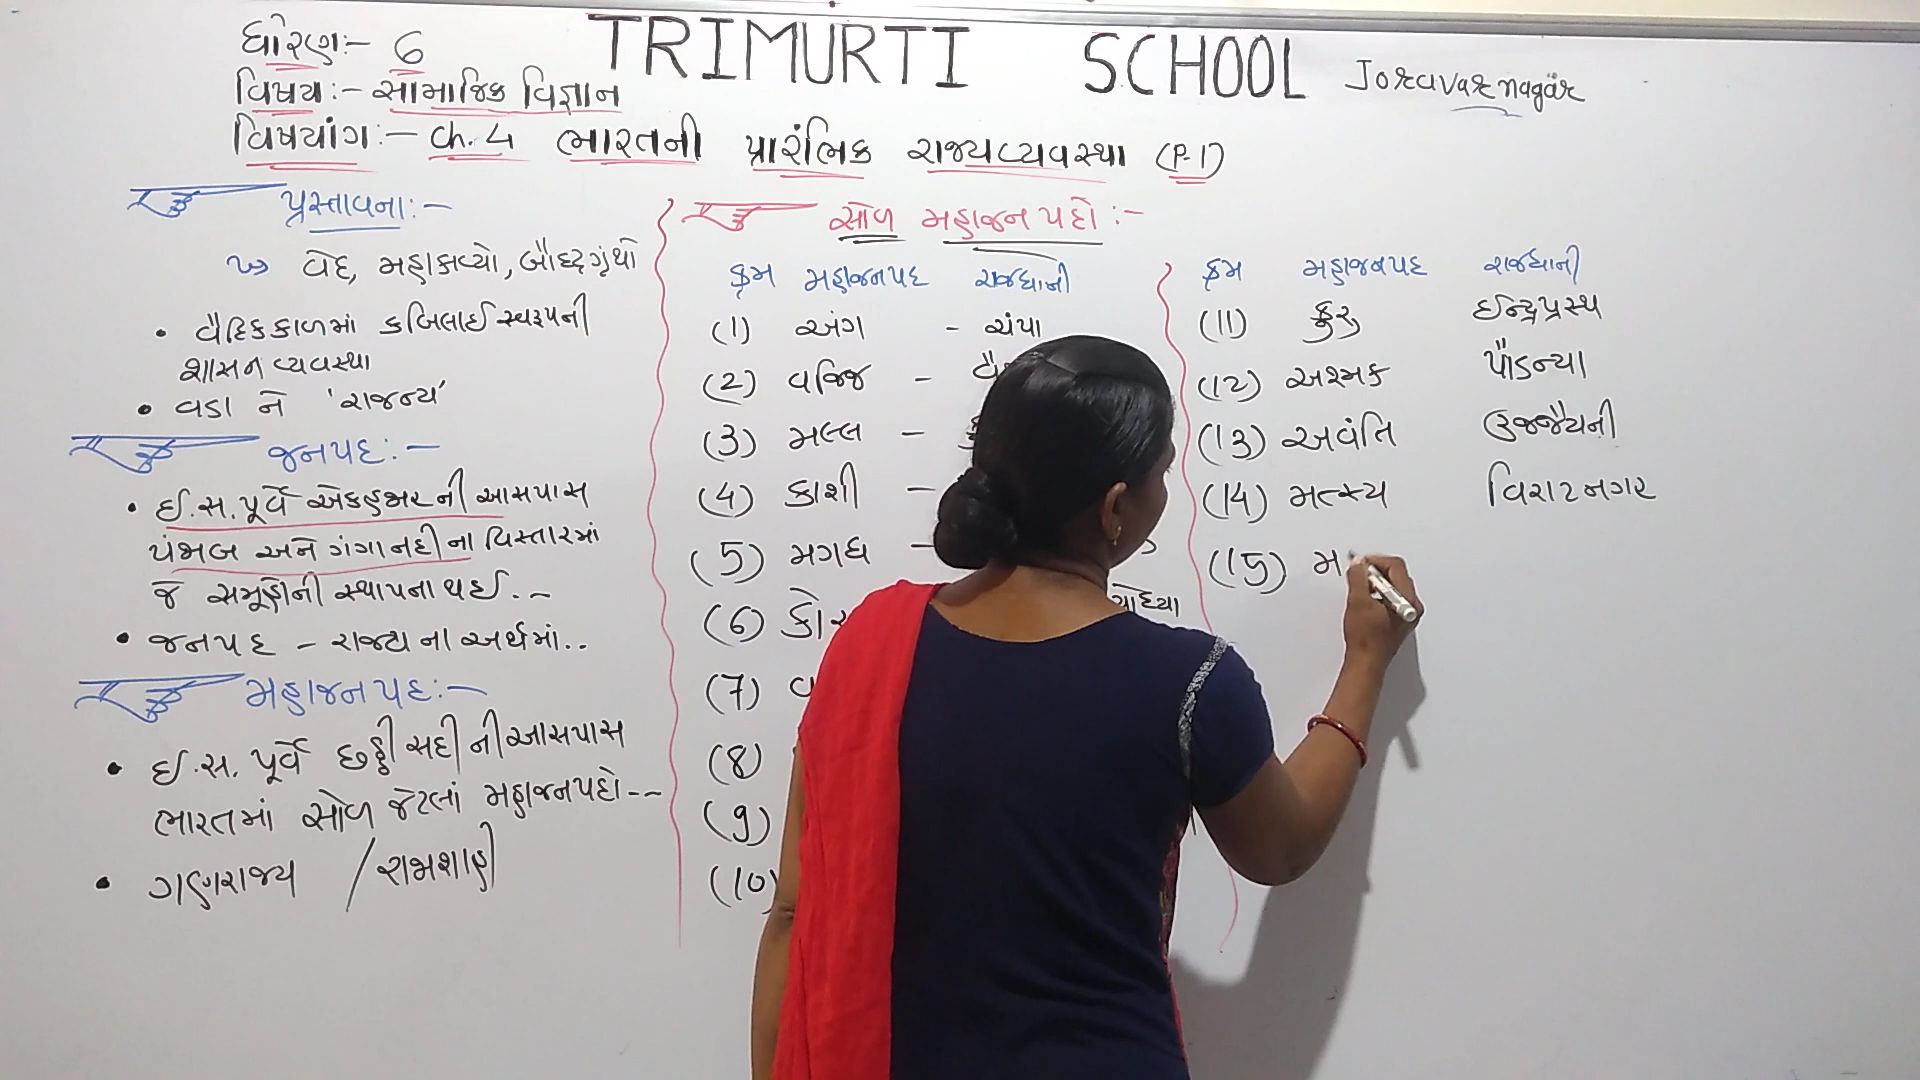 TRIMURTI SCHOOL Joravarnagar
ધોરણ:- 6
વિષય:- સામાજિક વિજ્ઞાન
વિષયાંગ:- Ch. 4 ભારતની પ્રારંભિક રાજ્યવ્યવસ્થા (P-1)
પ્રસ્તાવના:-
વેદ, મહાકાવ્યો, બૌદ્ધગ્રંથો
• વૈદિકકાળમાં કબિલાઈ સ્વરૂપની
શાસન વ્યવસ્થા
• વડા ને 'રાજન્ય'
જનપદ:-
• ઈ.સ. પૂર્વે એકહજાર ની આસપાસ
પંજાબ અને ગંગા નદી ના વિસ્તારમાં
જે સમૂહોની સ્થાપના થઈ . --
• જનપદ - રાજ્ય ના અર્થમાં..
મહાજનપદ:-
• ઈ.સ. પૂર્વે છઠ્ઠી સદી ની આસપાસ
ભારતમાં સોળ જેટલાં મહાજનપદો --
• ગણરાજ્ય / રાજાશાહી
સોળ મહાજનપદો :-
ક્રમ મહાજનપદ રાજધાની
(1) અંગ - ચંપા
(2) વજ્જિ -
(3) મલ્લ -
(4) કાશી -
(5) મગધ -
(6)
(7)
(8)
(9)
(10)
ક્રમ મહાજનપદ રાજધાની
(11) કુરુ ઈન્દ્રપ્રસ્થ
(12) અશ્મક પૌડન્યા
(13) અવંતિ ઉજ્જૈયની
(14) મત્સ્ય વિરાટનગર
(15) મ